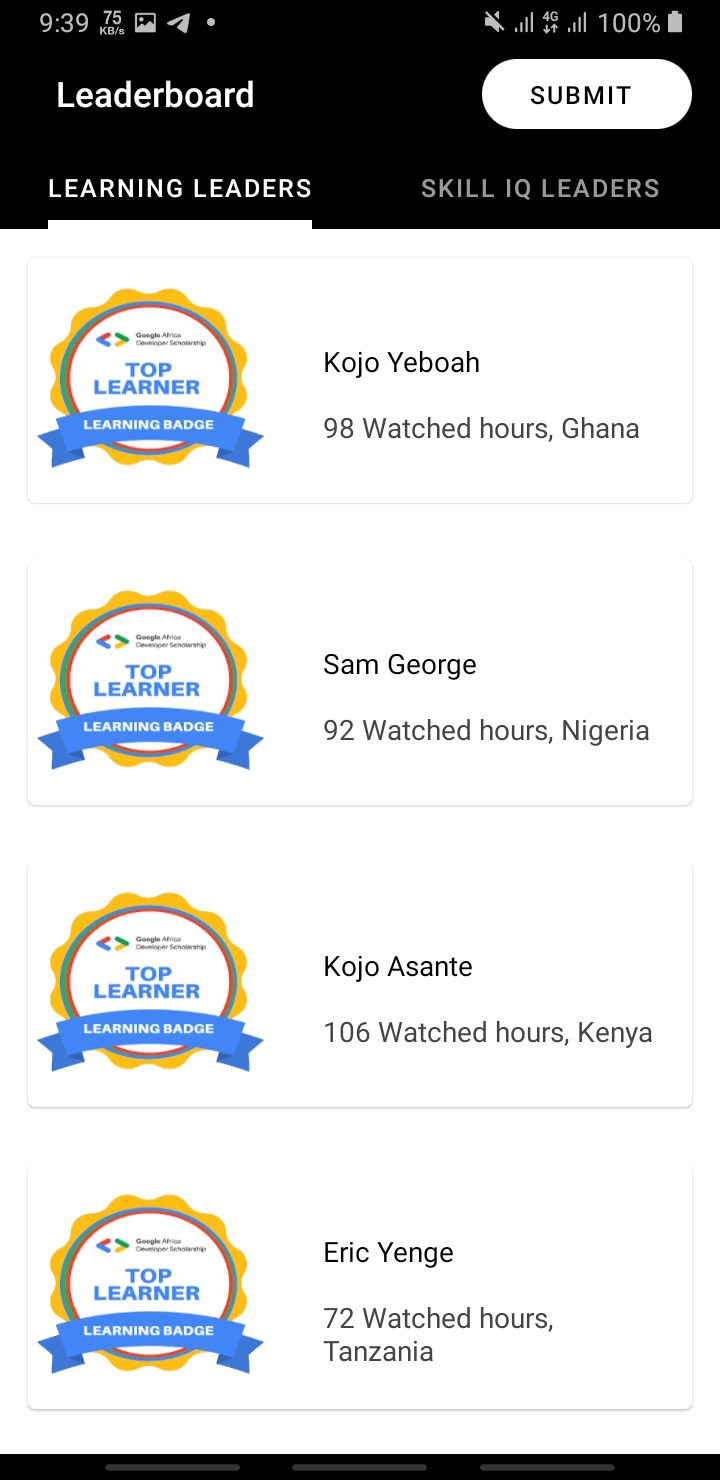 9:39 75 KB/s 4G 100%
Leaderboard SUBMIT
LEARNING LEADERS SKILL IQ LEADERS
Google Africa
Developer Scholarship
TOP
LEARNER
LEARNING BADGE
Kojo Yeboah
98 Watched hours, Ghana
Google Africa
Developer Scholarship
TOP
LEARNER
LEARNING BADGE
Sam George
92 Watched hours, Nigeria
Google Africa
Developer Scholarship
TOP
LEARNER
LEARNING BADGE
Kojo Asante
106 Watched hours, Kenya
Google Africa
Developer Scholarship
TOP
LEARNER
LEARNING BADGE
Eric Yenge
72 Watched hours,
Tanzania